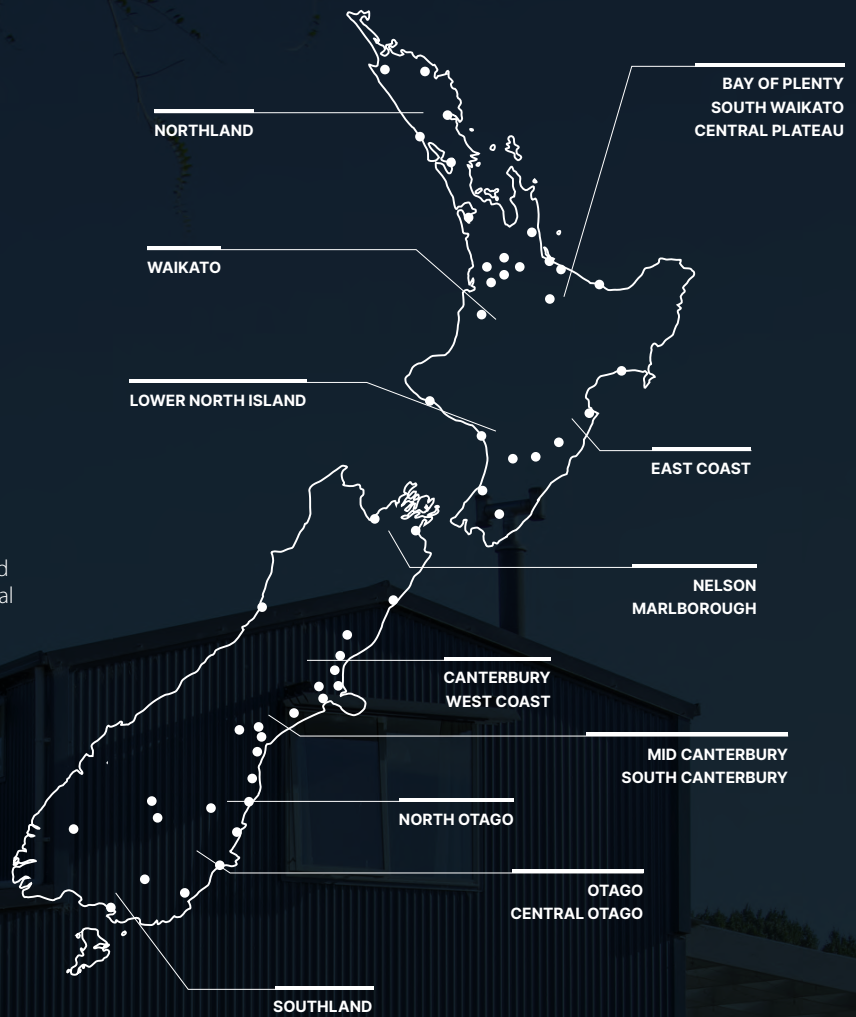 BAY OF PLENTY
SOUTH WAIKATO
CENTRAL PLATEAU
NORTHLAND
WAIKATO
LOWER NORTH ISLAND
EAST COAST
d
al
NELSON
MARLBOROUGH
CANTERBURY
WEST COAST
MID CANTERBURY
SOUTH CANTERBURY
NORTH OTAGO
OTAGO
CENTRAL OTAGO
SOUTHLAND